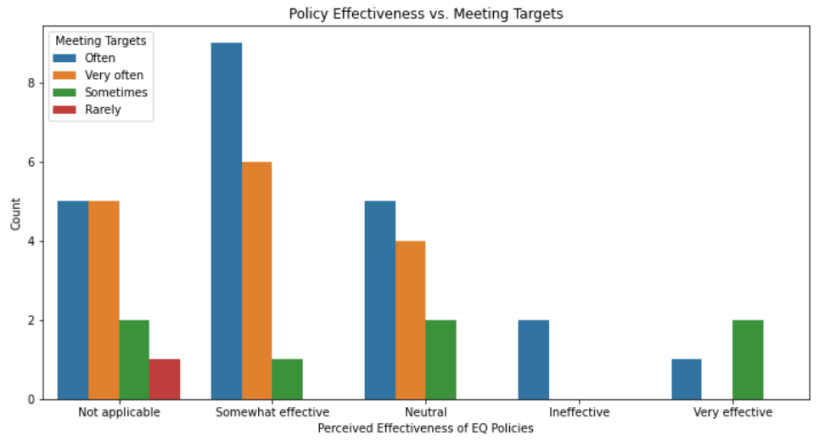 Policy Effectiveness vs. Meeting Targets
Meeting Targets
Often
Very often
Sometimes
Rarely
8
6
4
2
0
Count
Not applicable Somewhat effective Neutral Ineffective Very effective
Perceived Effectiveness of EQ Policies